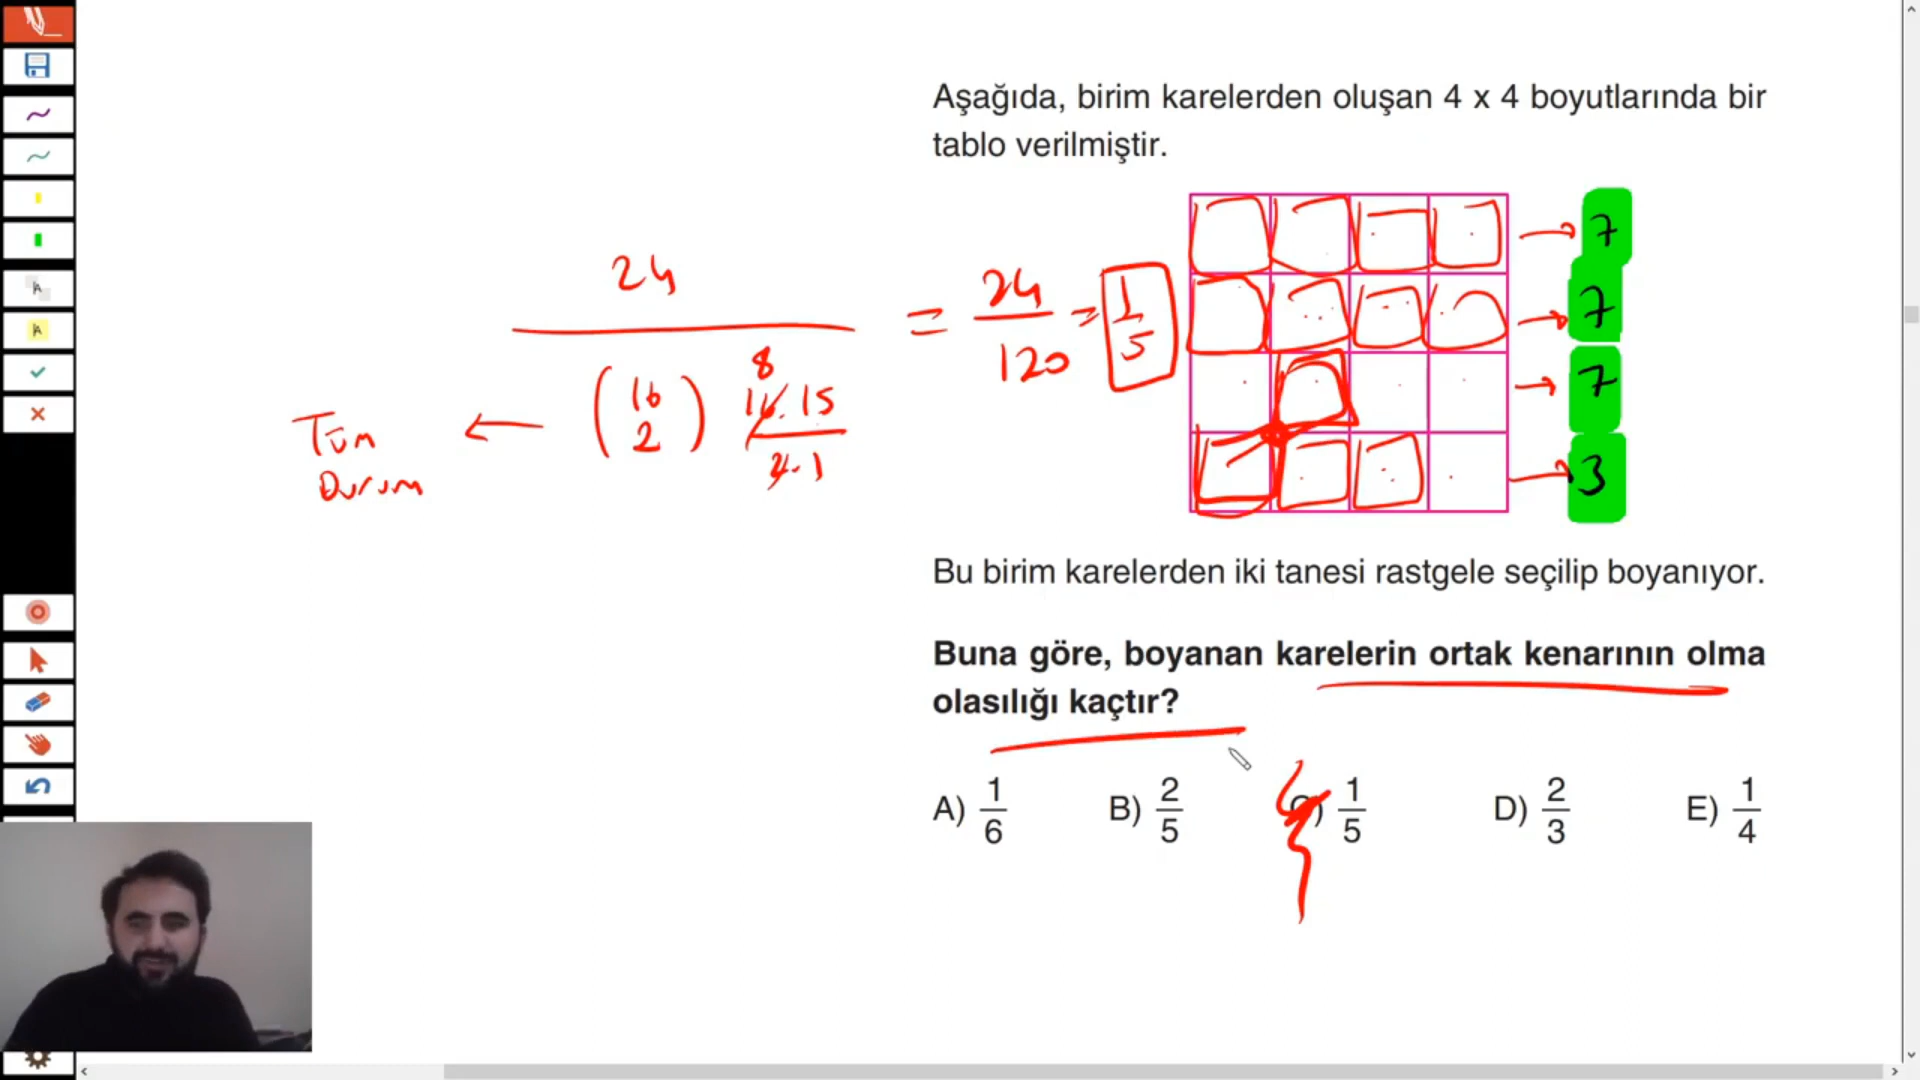 Aşağıda, birim karelerden oluşan 4 x 4 boyutlarında bir
tablo verilmiştir.
→ 7
→ 7
→ 7
→ 3
24 = 24 = 1
(16 2) 8 16.15 120 5
2.1
Tüm ←
Durum
Bu birim karelerden iki tanesi rastgele seçilip boyanıyor.
Buna göre, boyanan karelerin ortak kenarının olma
olasılığı kaçtır?
A) 1/6 B) 2/5 C) 1/5 D) 2/3 E) 1/4
A
A